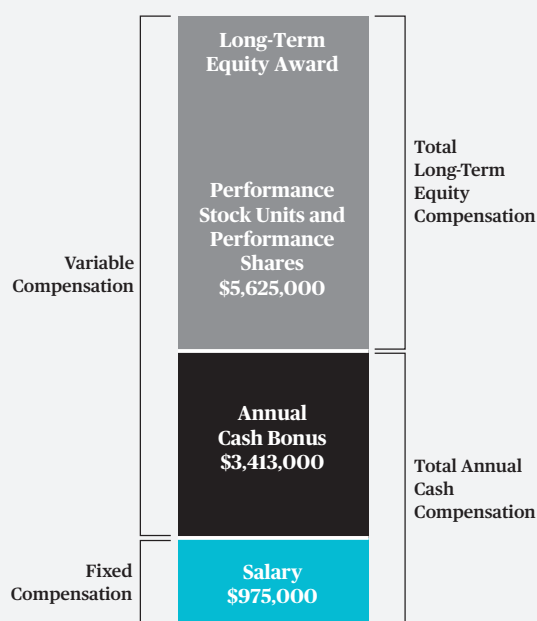 Long-Term
Equity Award
Total
Long-Term
Equity
Compensation
Performance
Stock Units and
Performance
Shares
$5,625,000
Variable
Compensation
Annual
Cash Bonus
$3,413,000
Total Annual
Cash
Compensation
Fixed
Compensation
Salary
$975,000